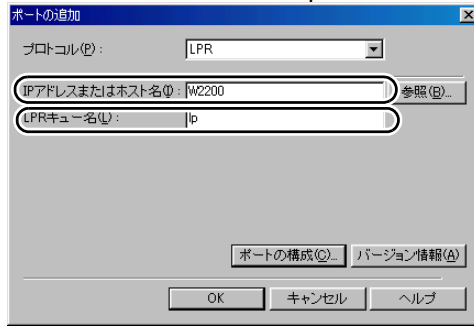 ポートの追加
プロトコル(P): LPR
IPアドレスまたはホスト名(I): W2200 参照(B)...
LPRキュー名(L): lp
ポートの構成(C)... バージョン情報(A)
OK キャンセル ヘルプ